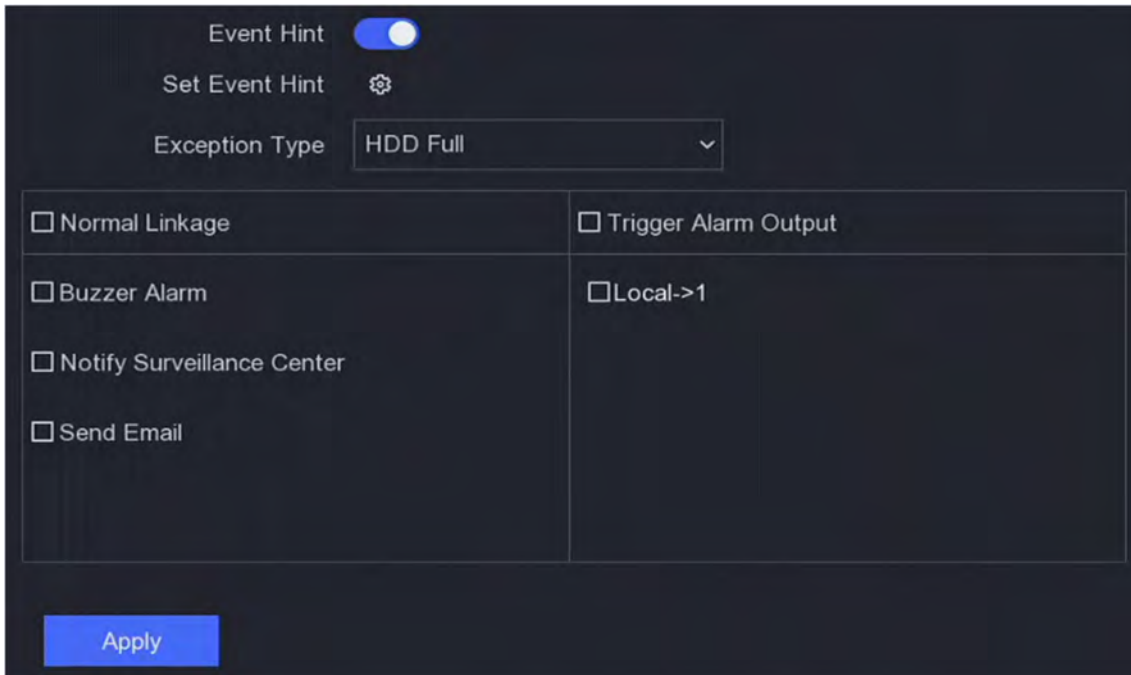 Event Hint
Set Event Hint
Exception Type HDD Full
Normal Linkage Trigger Alarm Output
Buzzer Alarm Local->1
Notify Surveillance Center
Send Email
Apply